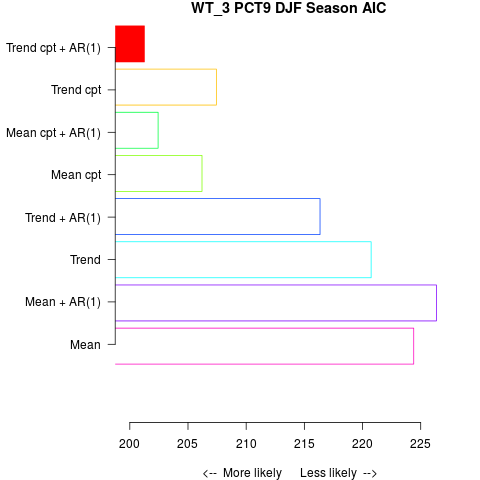 WT_3 PCT9 DJF Season AIC
Trend cpt + AR(1)
Trend cpt
Mean cpt + AR(1)
Mean cpt
Trend + AR(1)
Trend
Mean + AR(1)
Mean
200 205 210 215 220 225
<-- More likely Less likely -->